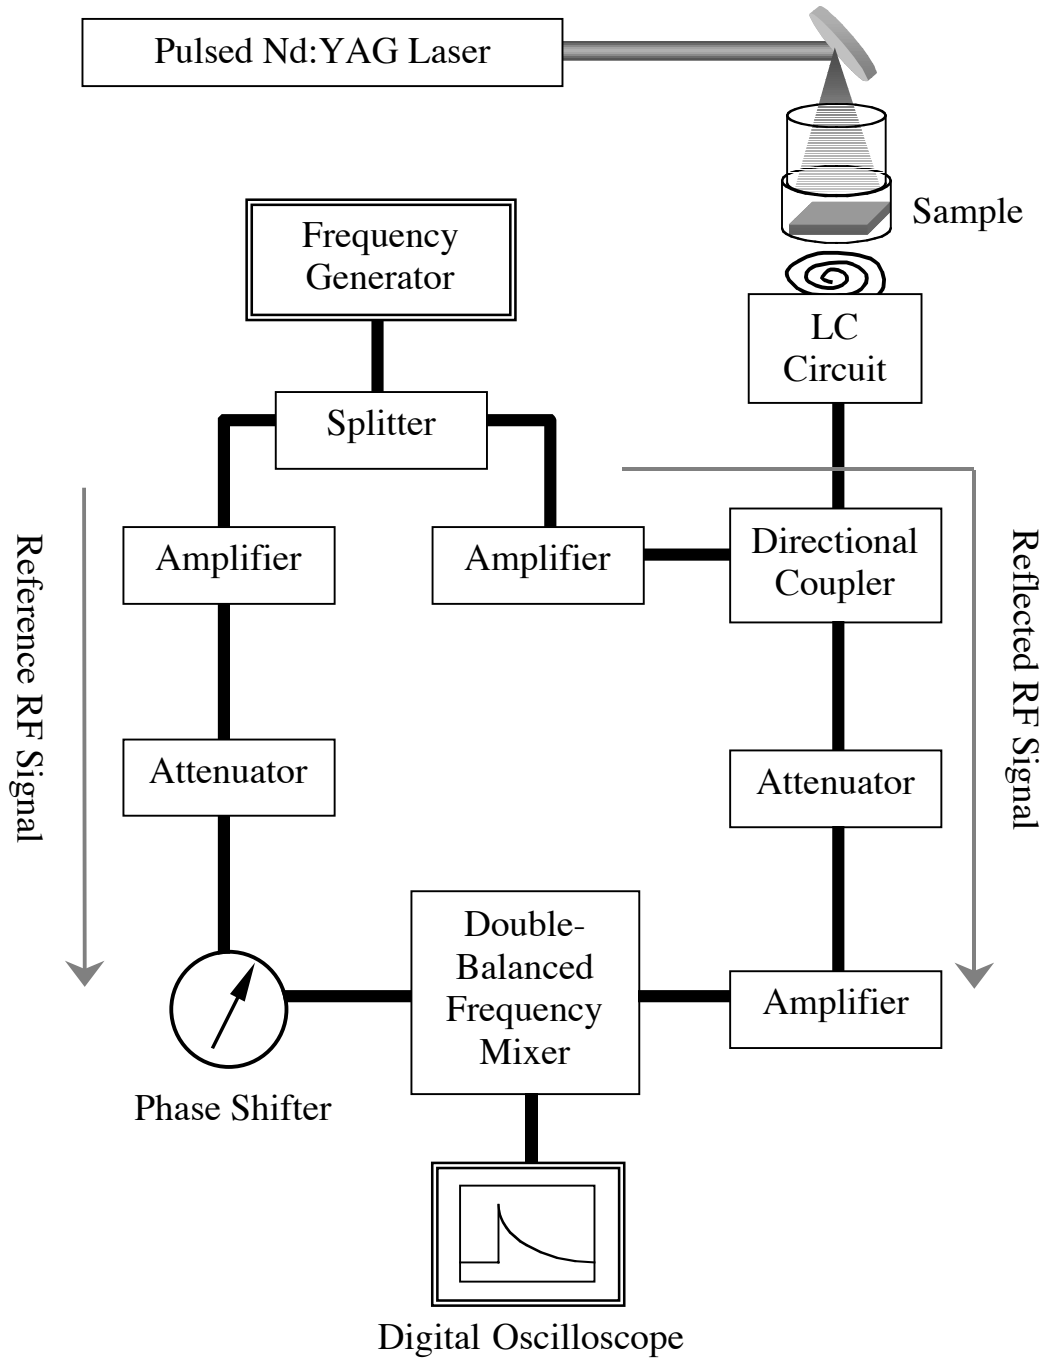 Pulsed Nd:YAG Laser
Sample
Frequency
Generator
LC
Circuit
Splitter
Amplifier
Amplifier
Directional
Coupler
Reference RF Signal
Reflected RF Signal
Attenuator
Attenuator
Double-
Balanced
Frequency
Mixer
Amplifier
Phase Shifter
Digital Oscilloscope